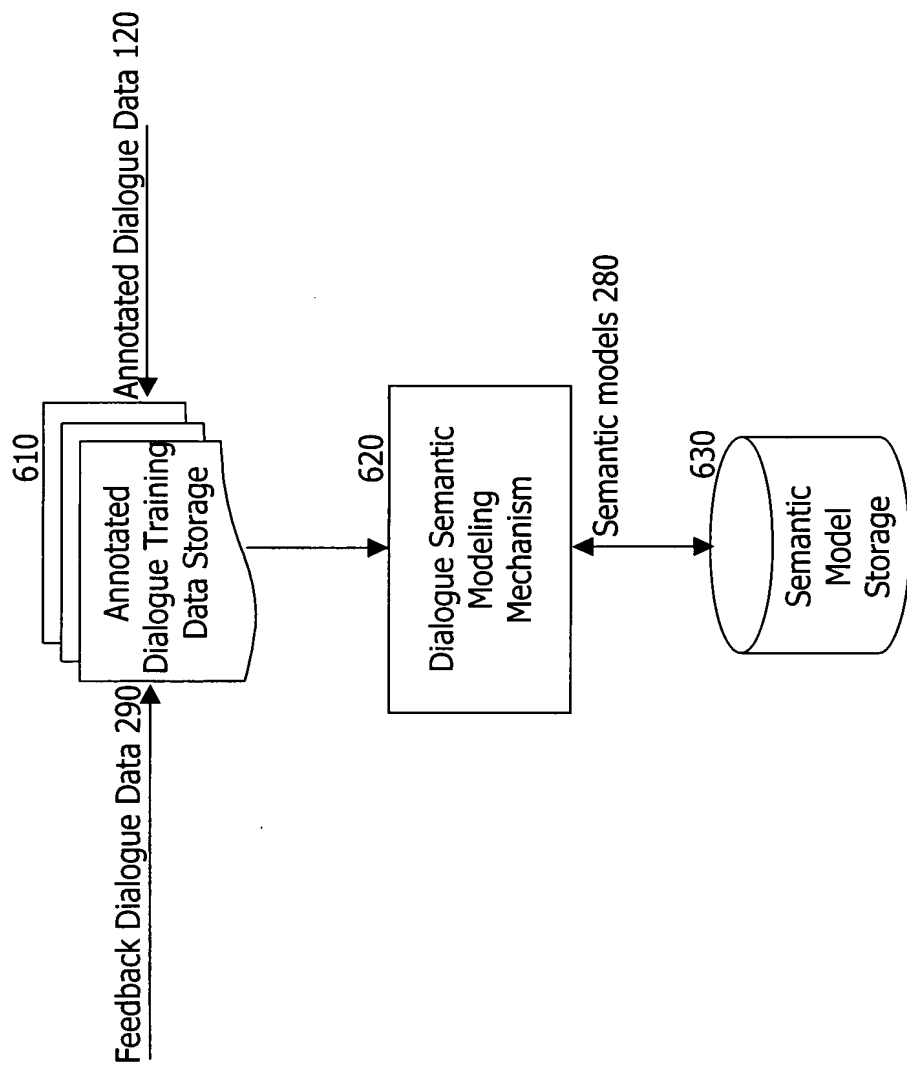 Feedback Dialogue Data 290
610
Annotated Dialogue Data 120
Annotated
Dialogue Training
Data Storage
620
Dialogue Semantic
Modeling
Mechanism
Semantic models 280
630
Semantic
Model
Storage